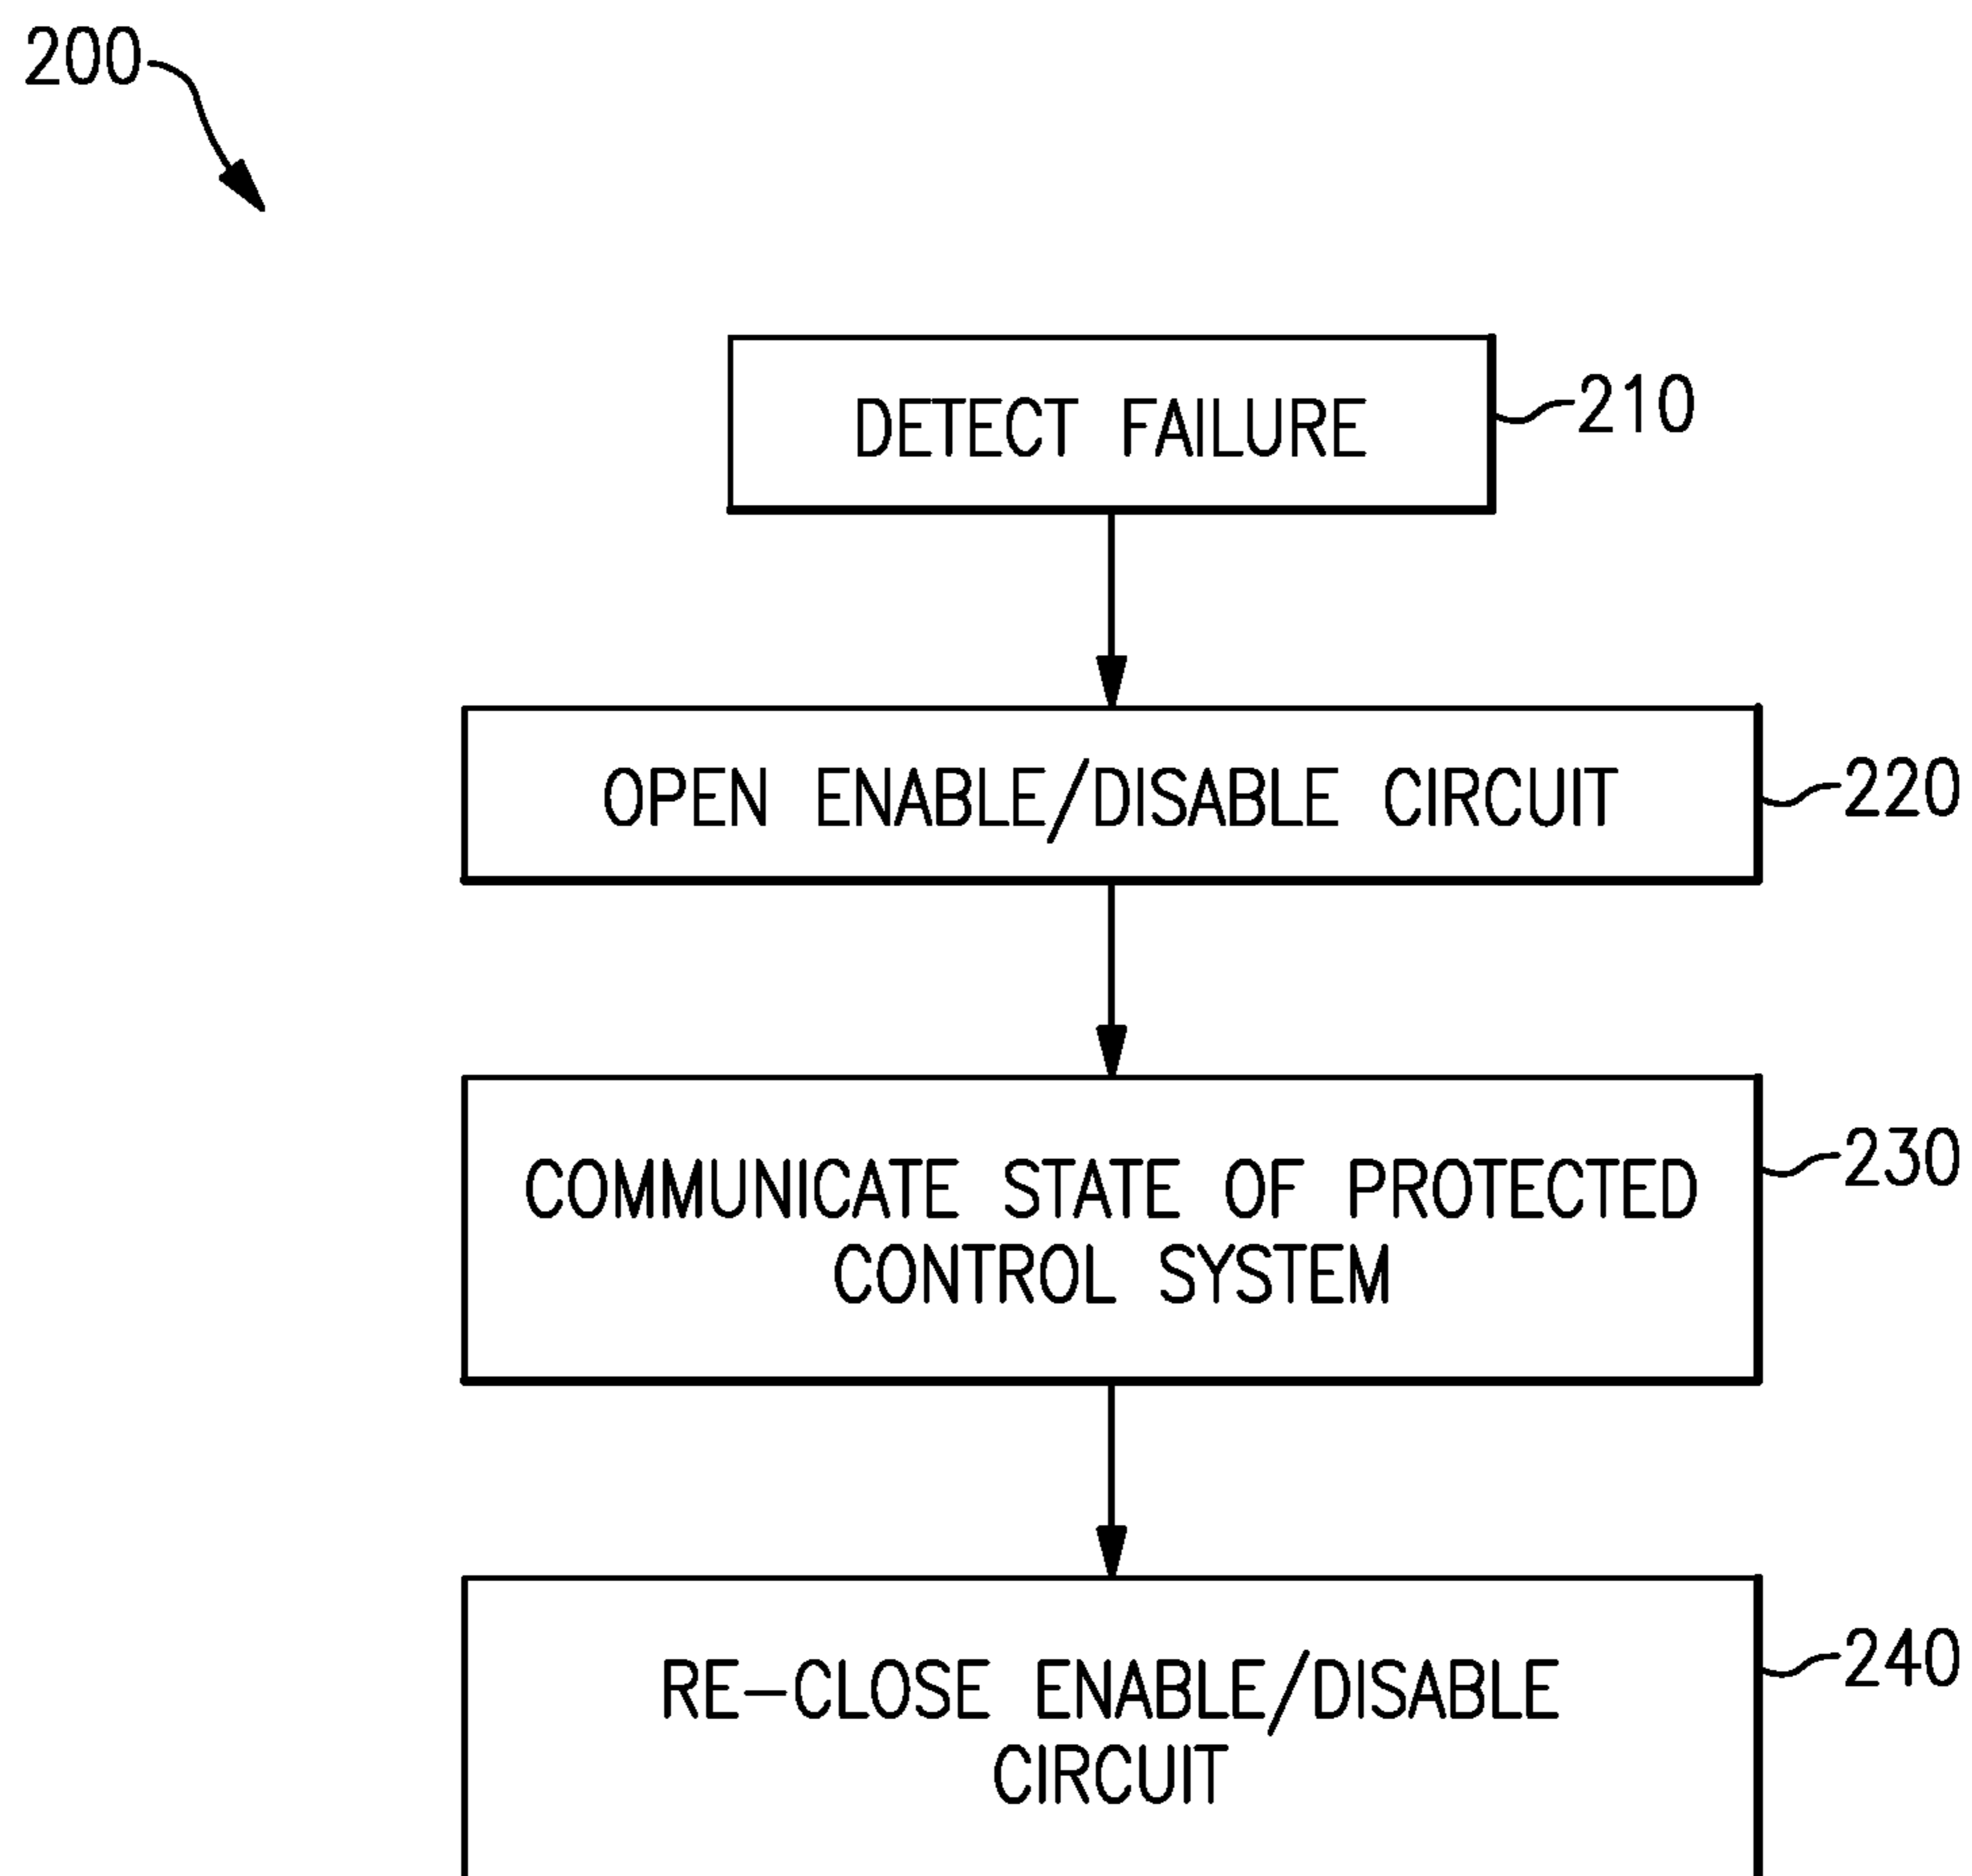 200
DETECT FAILURE
210
OPEN ENABLE/DISABLE CIRCUIT
220
COMMUNICATE STATE OF PROTECTED
CONTROL SYSTEM
230
RE-CLOSE ENABLE/DISABLE
CIRCUIT
240